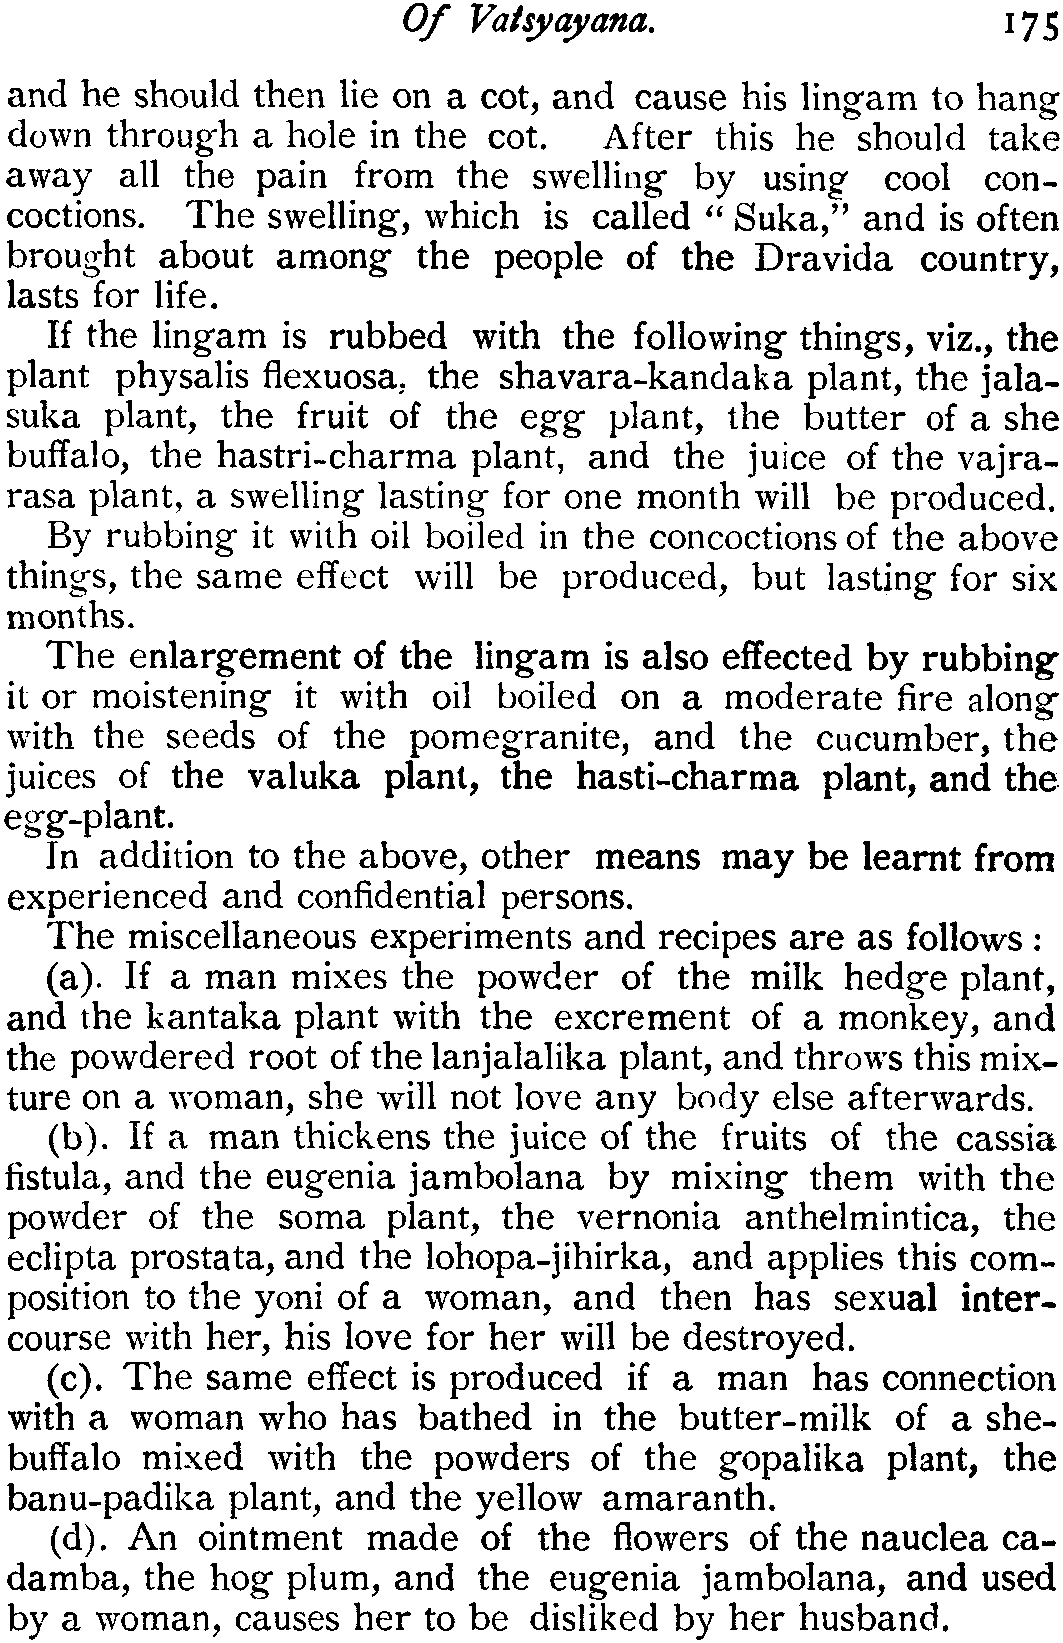 Of Vatsyayana. 175
and he should then lie on a cot, and cause his lingam to hang
down through a hole in the cot. After this he should take
away all the pain from the swelling by using cool con-
coctions. The swelling, which is called “ Suka,” and is often
brought about among the people of the Dravida country,
lasts for life.
If the lingam is rubbed with the following things, viz., the
plant physalis flexuosa, the shavara-kandaka plant, the jala-
suka plant, the fruit of the egg plant, the butter of a she
buffalo, the hastri-charma plant, and the juice of the vajra-
rasa plant, a swelling lasting for one month will be produced.
By rubbing it with oil boiled in the concoctions of the above
things, the same effect will be produced, but lasting for six
months.
The enlargement of the lingam is also effected by rubbing
it or moistening it with oil boiled on a moderate fire along
with the seeds of the pomegranite, and the cucumber, the
juices of the valuka plant, the hasti-charma plant, and the
egg-plant.
In addition to the above, other means may be learnt from
experienced and confidential persons.
The miscellaneous experiments and recipes are as follows :
(a). If a man mixes the powder of the milk hedge plant,
and the kantaka plant with the excrement of a monkey, and
the powdered root of the lanjalalika plant, and throws this mix-
ture on a woman, she will not love any body else afterwards.
(b). If a man thickens the juice of the fruits of the cassia
fistula, and the eugenia jambolana by mixing them with the
powder of the soma plant, the vernonia anthelmintica, the
eclipta prostata, and the lohopa-jihirka, and applies this com-
position to the yoni of a woman, and then has sexual inter-
course with her, his love for her will be destroyed.
(c). The same effect is produced if a man has connection
with a woman who has bathed in the butter-milk of a she-
buffalo mixed with the powders of the gopalika plant, the
banu-padika plant, and the yellow amaranth.
(d). An ointment made of the flowers of the nauclea ca-
damba, the hog plum, and the eugenia jambolana, and used
by a woman, causes her to be disliked by her husband.